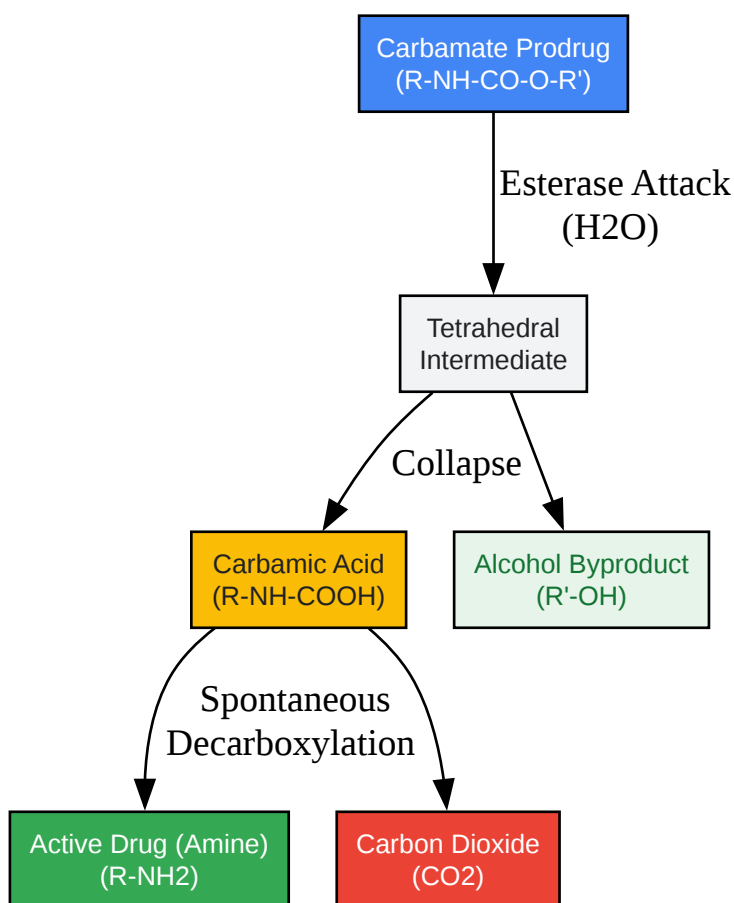 Carbamate Prodrug
(R-NH-CO-O-R')
Esterase Attack
(H2O)
Tetrahedral
Intermediate
Collapse
Carbamic Acid
(R-NH-COOH)
Alcohol Byproduct
(R'-OH)
Spontaneous
Decarboxylation
Active Drug (Amine)
(R-NH2)
Carbon Dioxide
(CO2)